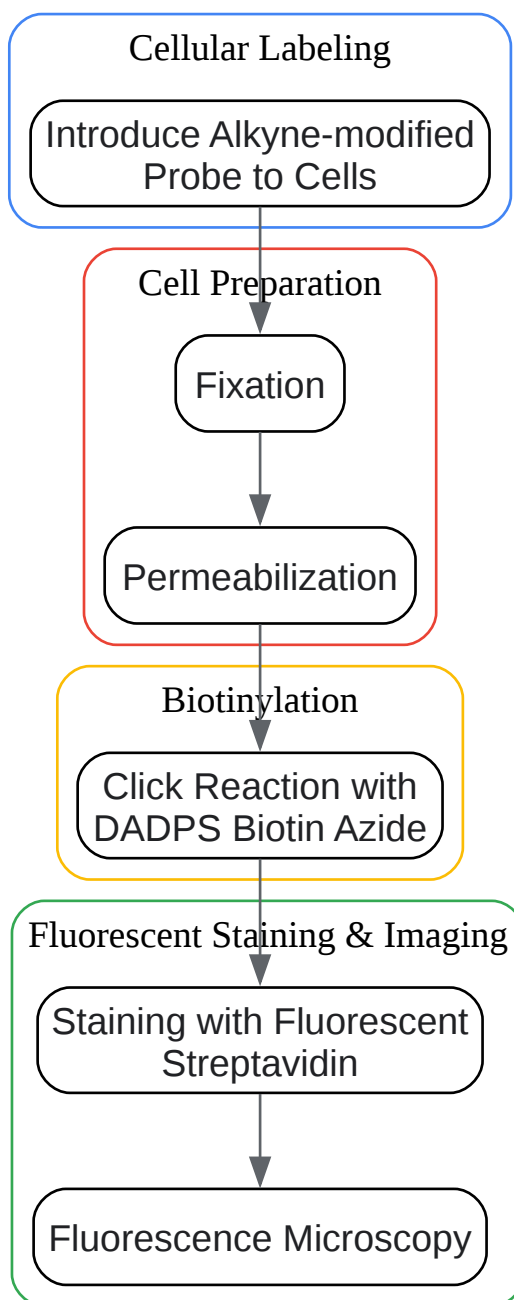 Cellular Labeling
Introduce Alkyne-modified
Probe to Cells
Cell Preparation
Fixation
Permeabilization
Biotinylation
Click Reaction with
DADPS Biotin Azide
Fluorescent Staining & Imaging
Staining with Fluorescent
Streptavidin
Fluorescence Microscopy